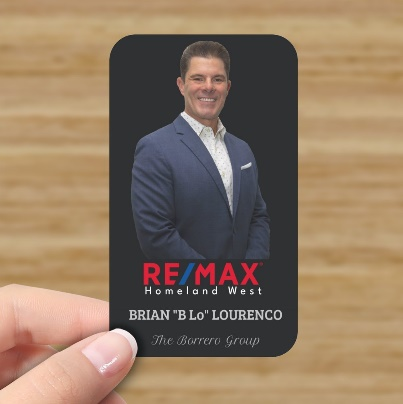 RE/MAX
Homeland West
BRIAN "B Lo" LOURENCO
The Borrero Group